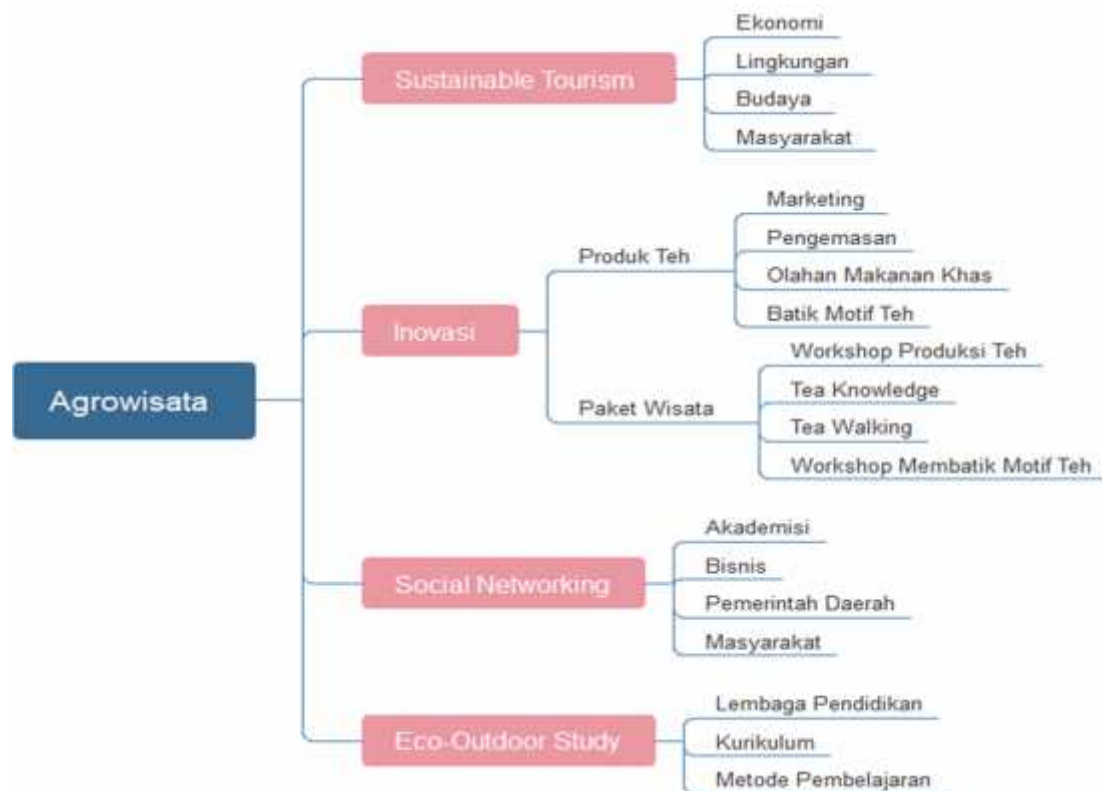 Agrowisata
Sustainable Tourism
Ekonomi
Lingkungan
Budaya
Masyarakat
Inovasi
Produk Teh
Marketing
Pengemasan
Olahan Makanan Khas
Batik Motif Teh
Paket Wisata
Workshop Produksi Teh
Tea Knowledge
Tea Walking
Workshop Membatik Motif Teh
Social Networking
Akademisi
Bisnis
Pemerintah Daerah
Masyarakat
Eco-Outdoor Study
Lembaga Pendidikan
Kurikulum
Metode Pembelajaran